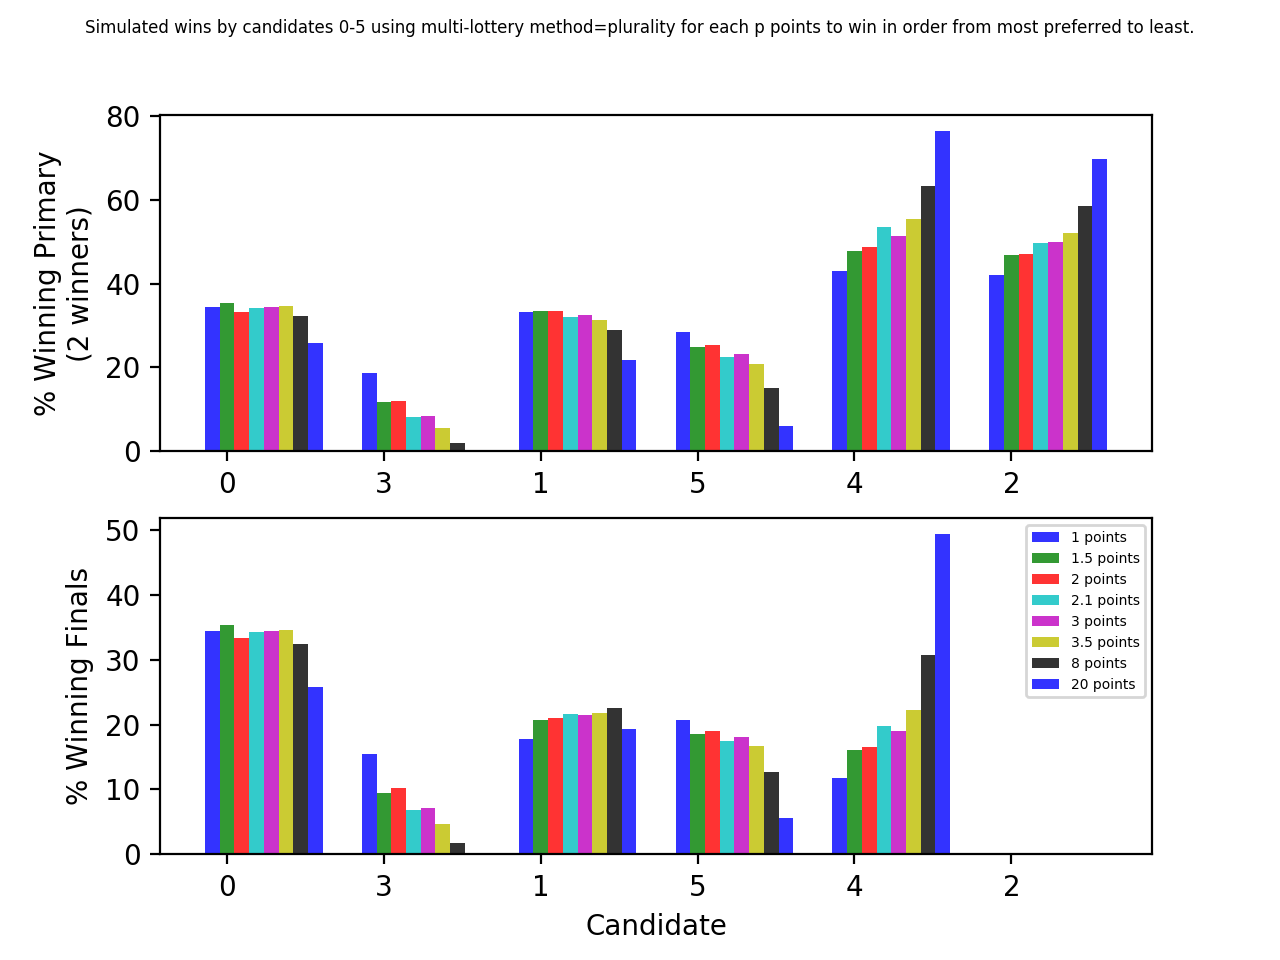 Simulated wins by candidates 0-5 using multi-lottery method=plurality for each p points to win in order from most preferred to least.
% Winning Primary
(2 winners)
80
60
40
20
0
0 3 1 5 4 2
% Winning Finals
50
40
30
20
10
0
1 points
1.5 points
2 points
2.1 points
3 points
3.5 points
8 points
20 points
0 3 1 5 4 2
Candidate